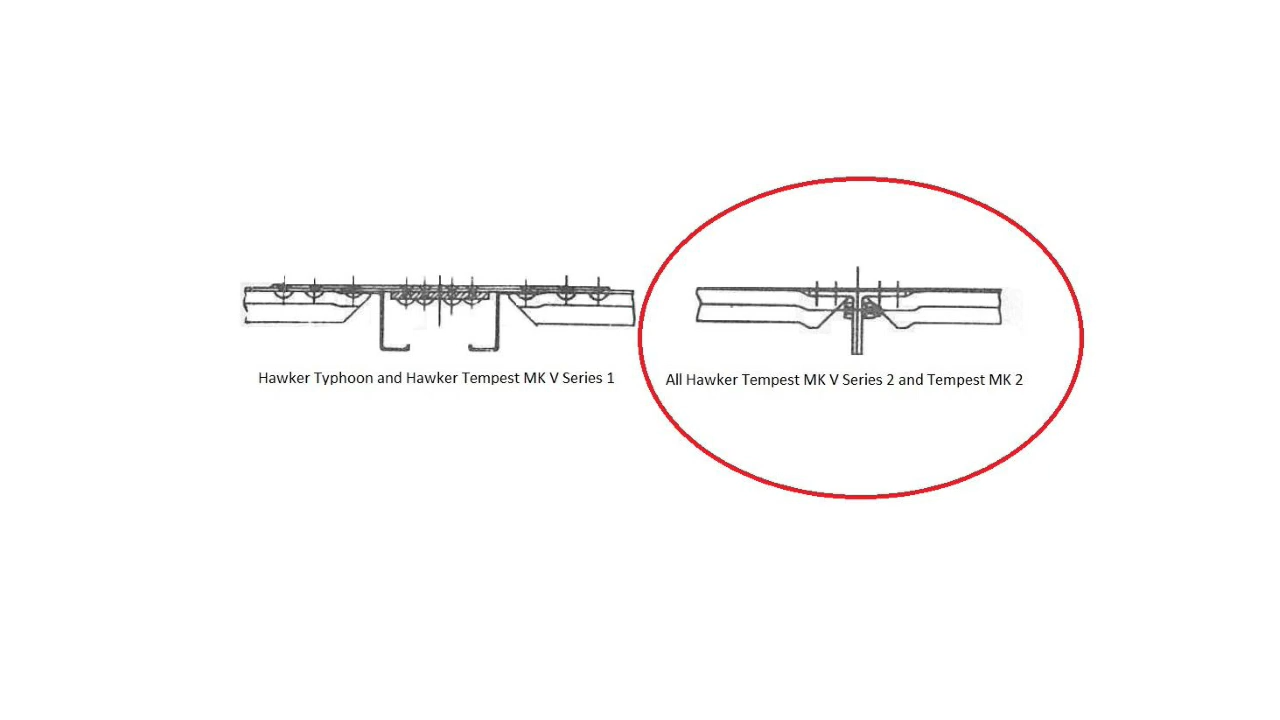 Hawker Typhoon and Hawker Tempest MK V Series 1
All Hawker Tempest MK V Series 2 and Tempest MK 2